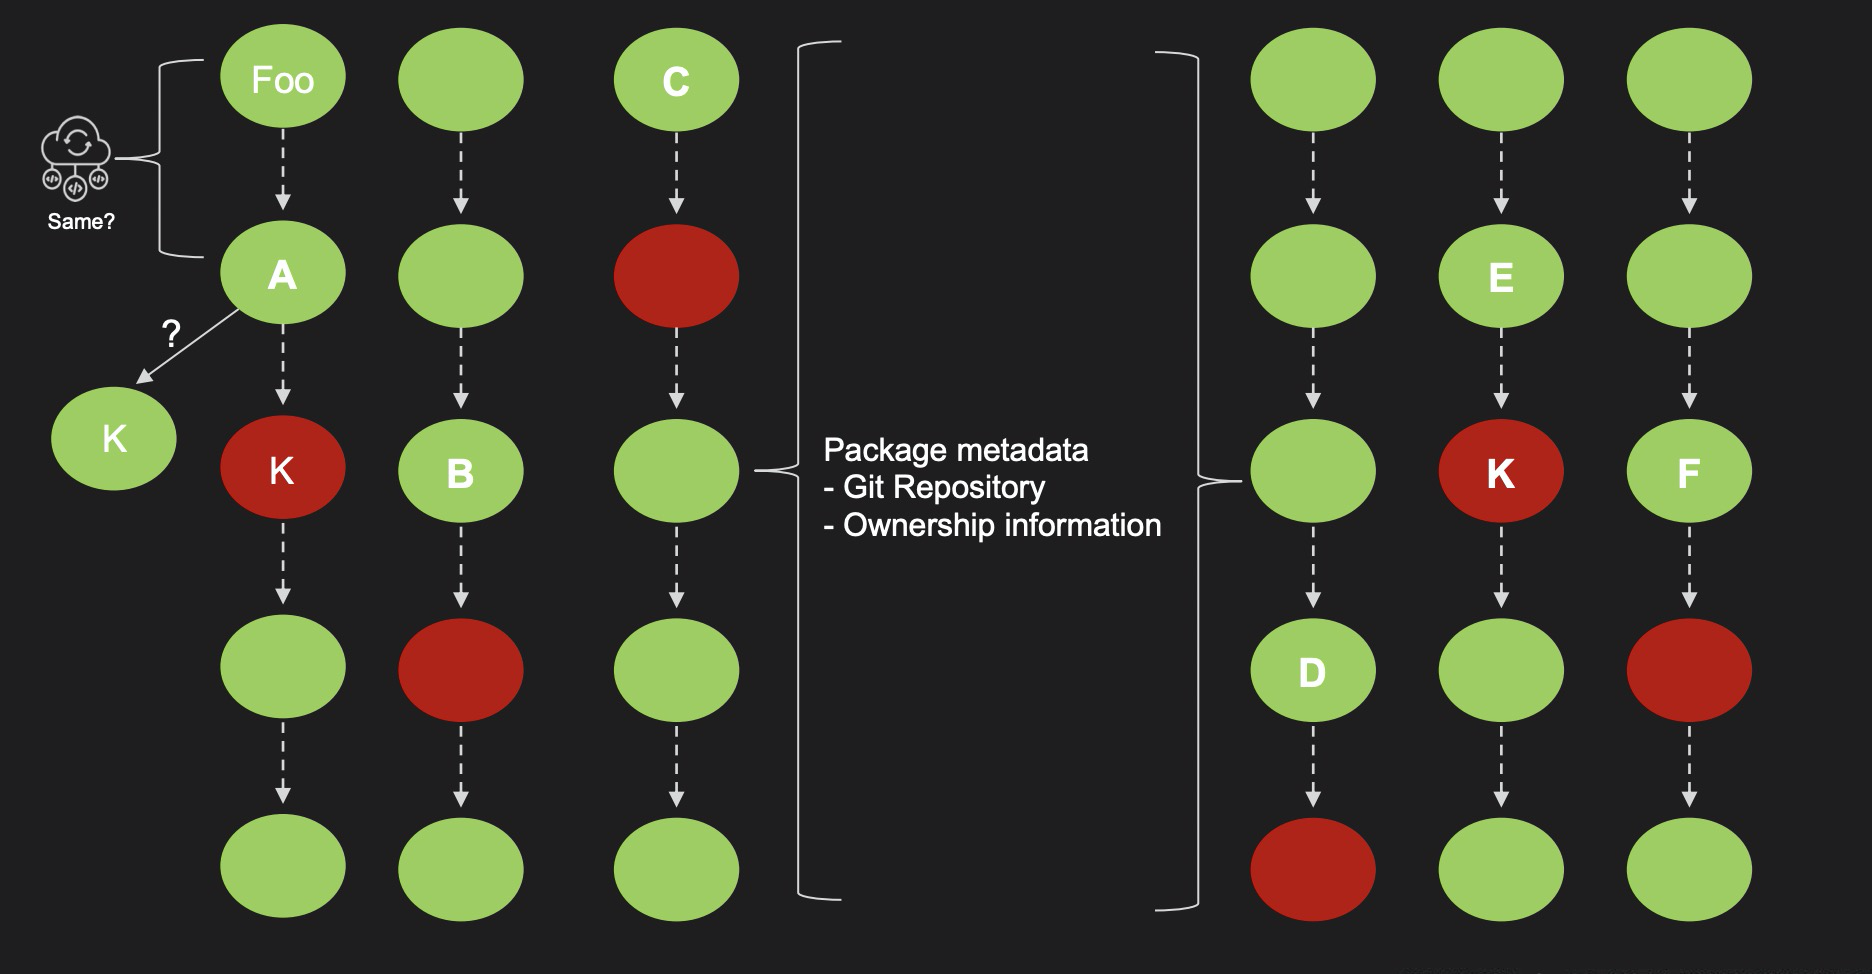 Foo
C
Same?
A
E
?
K
K
B
Package metadata
- Git Repository
- Ownership information
K
F
D